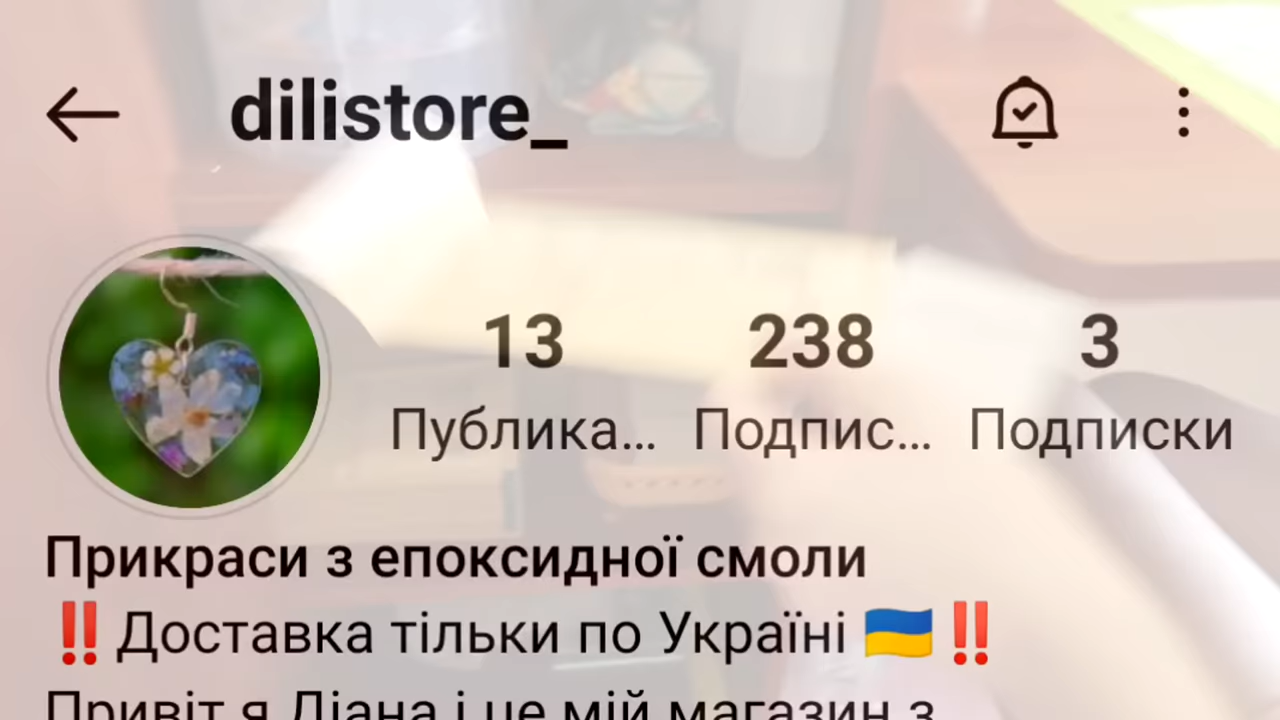 dilistore_
13 238 3
Публика... Подпис... Подписки
Прикраси з епоксидної смоли
‼️Доставка тільки по Україні 🇺🇦‼️
Привіт я Діана і це мій магазин з